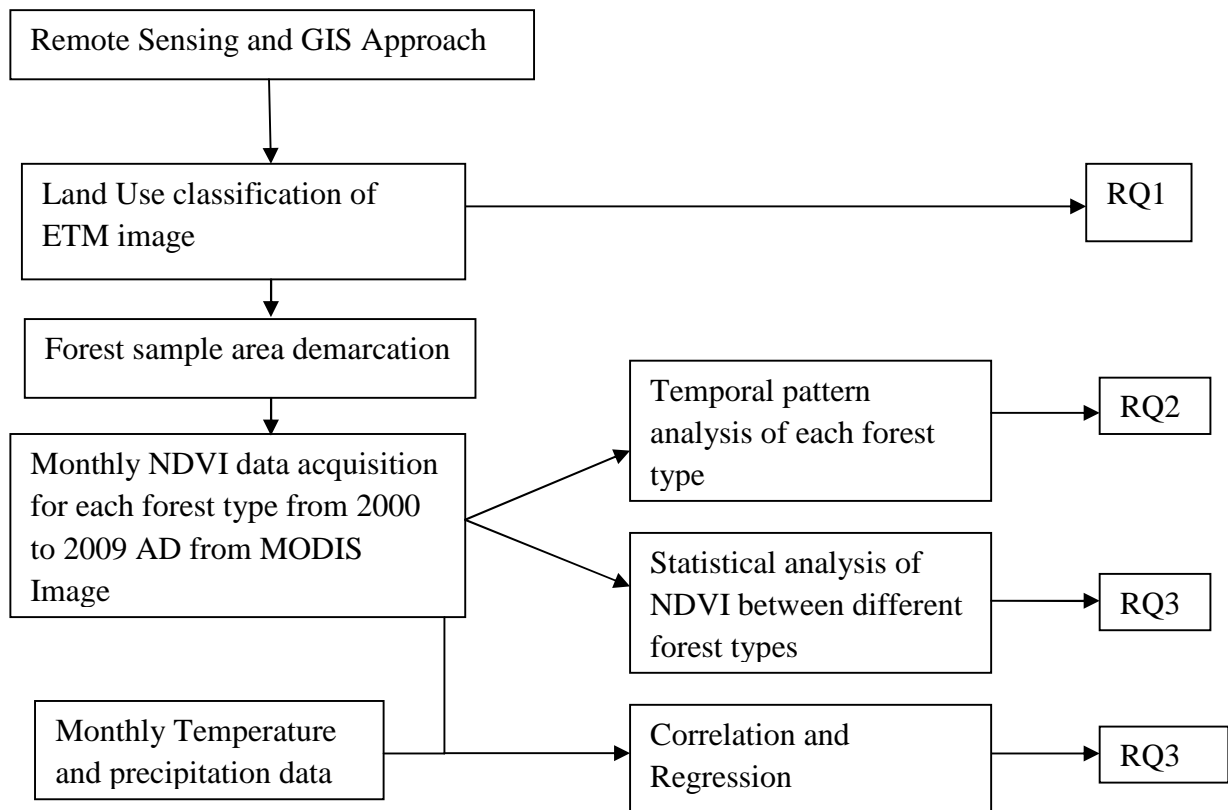 Remote Sensing and GIS Approach
Land Use classification of
ETM image
RQ1
Forest sample area demarcation
Monthly NDVI data acquisition
for each forest type from 2000
to 2009 AD from MODIS
Image
Temporal pattern
analysis of each forest
type
RQ2
Statistical analysis of
NDVI between different
forest types
RQ3
Monthly Temperature
and precipitation data
Correlation and
Regression
RQ3